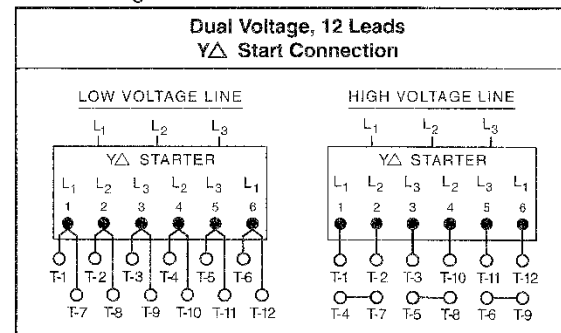 Dual Voltage, 12 Leads
Y△ Start Connection
LOW VOLTAGE LINE
L1 L2 L3
Y△ STARTER
L1 L2 L3 L2 L3 L1
1 2 3 4 5 6
T-1 T-2 T-3 T-4 T-5 T-6
T-7 T-8 T-9 T-10 T-11 T-12
HIGH VOLTAGE LINE
L1 L2 L3
Y△ STARTER
L1 L2 L3 L2 L3 L1
1 2 3 4 5 6
T-1 T-2 T-3 T-10 T-11 T-12
T-4 T-7 T-5 T-8 T-6 T-9